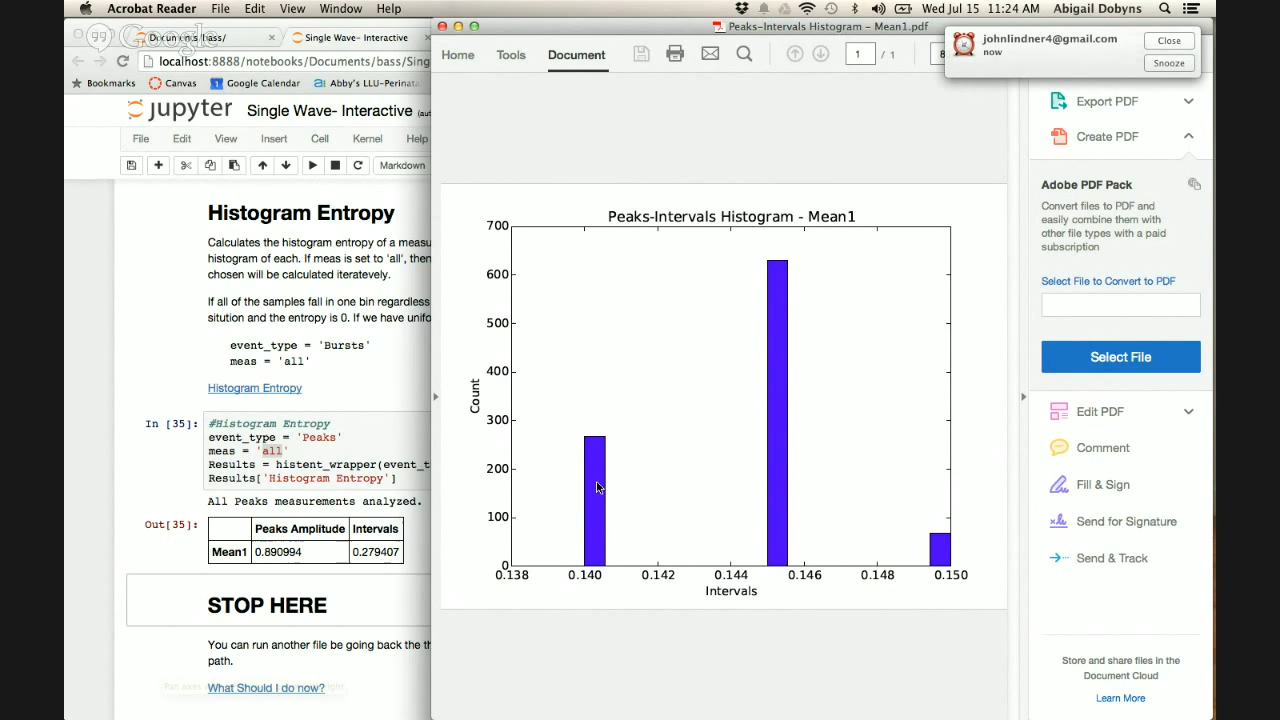 Acrobat Reader File Edit View Window Help
Wed Jul 15 11:24 AM Abigail Dobyns
Google
Documents/bass/
Single Wave- Interactive
localhost:8888/notebooks/Documents/bass/Sing
Bookmarks Canvas Google Calendar Abby's LLU-Perinata
jupyter Single Wave- Interactive
File Edit View Insert Cell Kernel Help
Markdown
Histogram Entropy
Calculates the histogram entropy of a measu
histogram of each. If meas is set to 'all', then
chosen will be calculated iteratevely.
If all of the samples fall in one bin regardless
sitution and the entropy is 0. If we have unifo
event_type = 'Bursts'
meas = 'all'
Histogram Entropy
In [35]: #Histogram Entropy
event_type = 'Peaks'
meas = 'all'
Results = histent_wrapper(event_t
Results['Histogram Entropy']
All Peaks measurements analyzed.
Out[35]:
Peaks Amplitude Intervals
Mean1 0.890994 0.279407
STOP HERE
You can run another file be going back the th
path.
What Should I do now?
Peaks-Intervals Histogram - Mean1.pdf
Home Tools Document
1 / 1
8
johnlindner4@gmail.com
now
Close
Snooze
Peaks-Intervals Histogram - Mean1
700
600
500
400
300
200
100
0
Count
0.138 0.140 0.142 0.144 0.146 0.148 0.150
Intervals
Export PDF
Create PDF
Adobe PDF Pack
Convert files to PDF and
easily combine them with
other file types with a paid
subscription
Select File to Convert to PDF
Select File
Edit PDF
Comment
Fill & Sign
Send for Signature
Send & Track
Store and share files in the
Document Cloud
Learn More